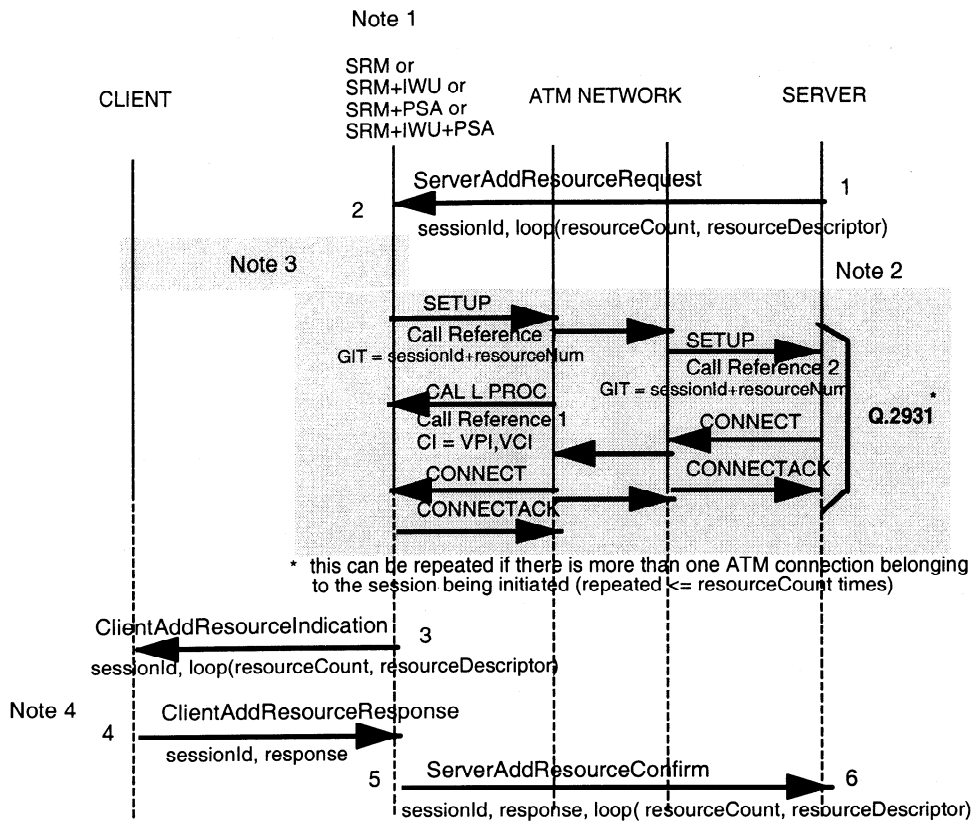 Note 1
SRM or
SRM+IWU or
SRM+PSA or
SRM+IWU+PSA
CLIENT
ATM NETWORK
SERVER
ServerAddResourceRequest
1
2
sessionId, loop(resourceCount, resourceDescriptor)
Note 3
Note 2
SETUP
Call Reference
GIT = sessionId+resourceNum
SETUP
Call Reference 2
GIT = sessionId+resourceNum
CAL L PROC
Call Reference 1
CI = VPI,VCI
*
Q.2931
CONNECT
CONNECT
CONNECTACK
CONNECTACK
* this can be repeated if there is more than one ATM connection belonging
to the session being initiated (repeated <= resourceCount times)
ClientAddResourceIndication
3
sessionId, loop(resourceCount, resourceDescriptor)
Note 4
4
ClientAddResourceResponse
sessionId, response
5
ServerAddResourceConfirm
6
sessionId, response, loop( resourceCount, resourceDescriptor)